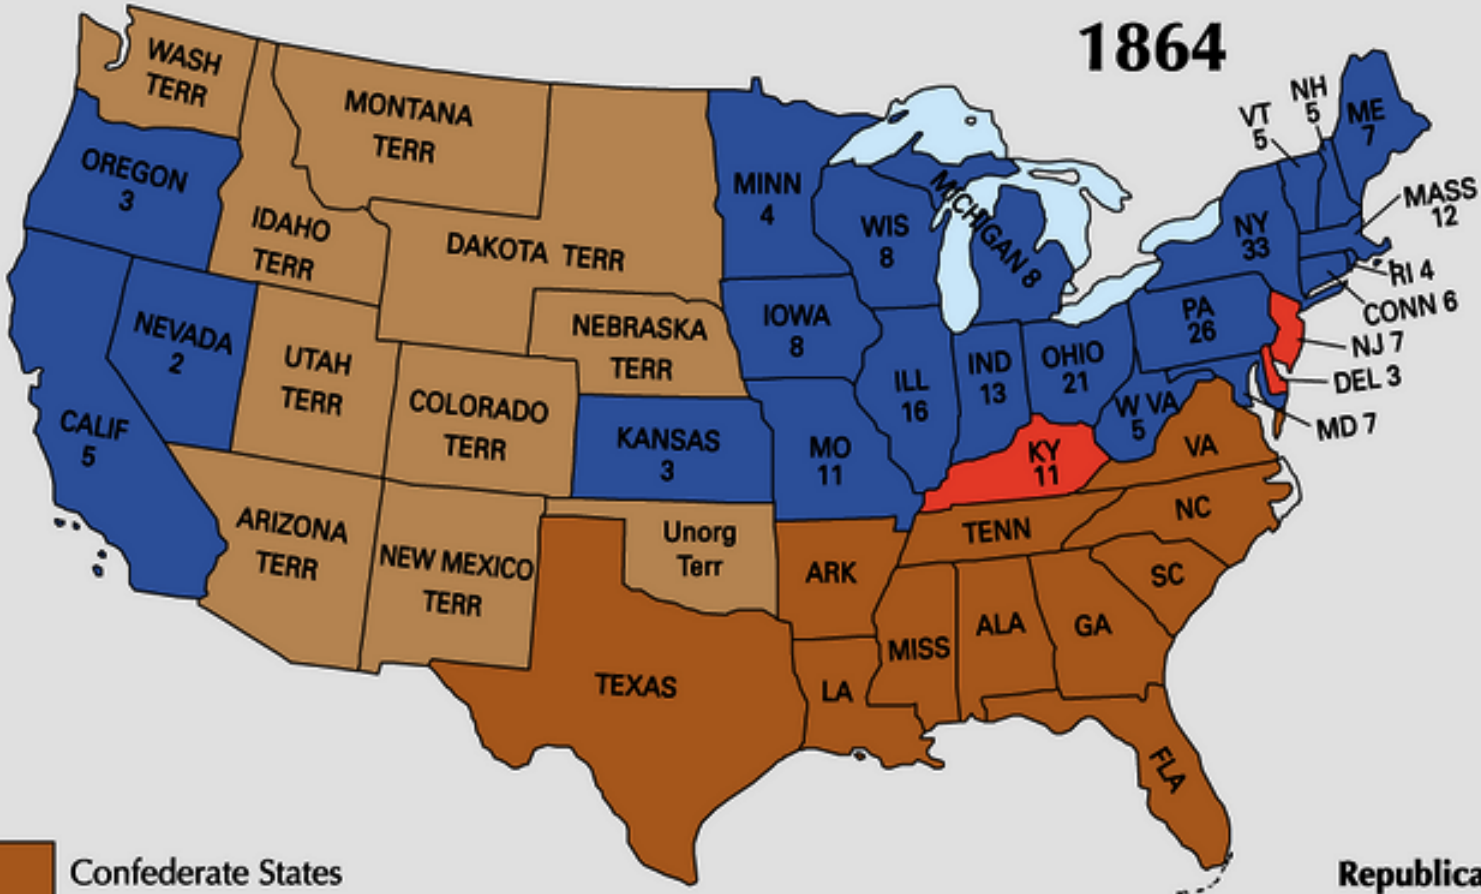 1864
WASH
TERR
MONTANA
TERR
OREGON
3
IDAHO
TERR
DAKOTA TERR
MINN
4
WIS
8
MICHIGAN 8
VT
5
NH
5
ME
7
MASS
12
NY
33
RI 4
CONN 6
NJ 7
DEL 3
MD 7
PA
26
NEVADA
2
UTAH
TERR
NEBRASKA
TERR
IOWA
8
COLORADO
TERR
CALIF
5
KANSAS
3
MO
11
ILL
16
IND
13
OHIO
21
W VA
5
KY
11
VA
ARIZONA
TERR
NEW MEXICO
TERR
Unorg
Terr
ARK
TENN
NC
SC
MISS
ALA
GA
TEXAS
LA
FLA
Confederate States
Republica